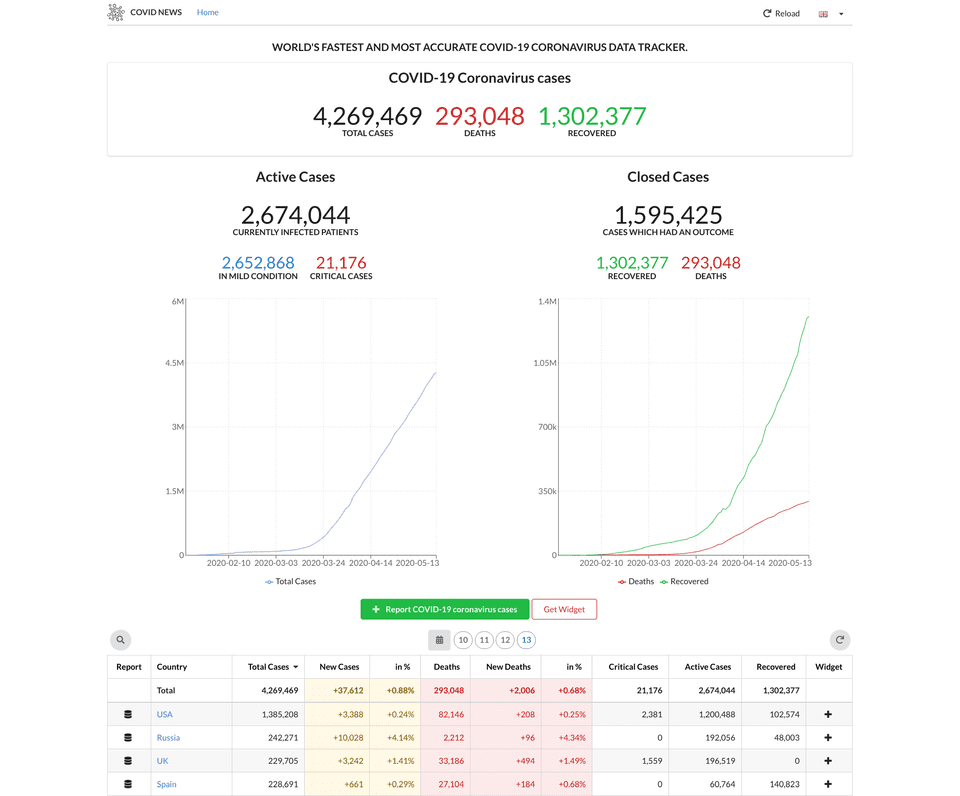 COVID NEWS Home Reload
WORLD'S FASTEST AND MOST ACCURATE COVID-19 CORONAVIRUS DATA TRACKER.
COVID-19 Coronavirus cases
4,269,469 293,048 1,302,377
TOTAL CASES DEATHS RECOVERED
Active Cases Closed Cases
2,674,044 1,595,425
CURRENTLY INFECTED PATIENTS CASES WHICH HAD AN OUTCOME
2,652,868 21,176 1,302,377 293,048
IN MILD CONDITION CRITICAL CASES RECOVERED DEATHS
6M 1.4M
4.5M 1.05M
3M 700k
1.5M 350k
0 0
2020-02-10 2020-03-03 2020-03-24 2020-04-14 2020-05-13 2020-02-10 2020-03-03 2020-03-24 2020-04-14 2020-05-13
Total Cases Deaths Recovered
Report COVID-19 coronavirus cases Get Widget
10 11 12 13
Report Country Total Cases New Cases in % Deaths New Deaths in % Critical Cases Active Cases Recovered Widget
Total 4,269,469 +37,612 +0.88% 293,048 +2,006 +0.68% 21,176 2,674,044 1,302,377
USA 1,385,208 +3,388 +0.24% 82,146 +208 +0.25% 2,381 1,200,488 102,574
Russia 242,271 +10,028 +4.14% 2,212 +96 +4.34% 0 192,056 48,003
UK 229,705 +3,242 +1.41% 33,186 +494 +1.49% 1,559 196,519 0
Spain 228,691 +661 +0.29% 27,104 +184 +0.68% 0 60,764 140,823